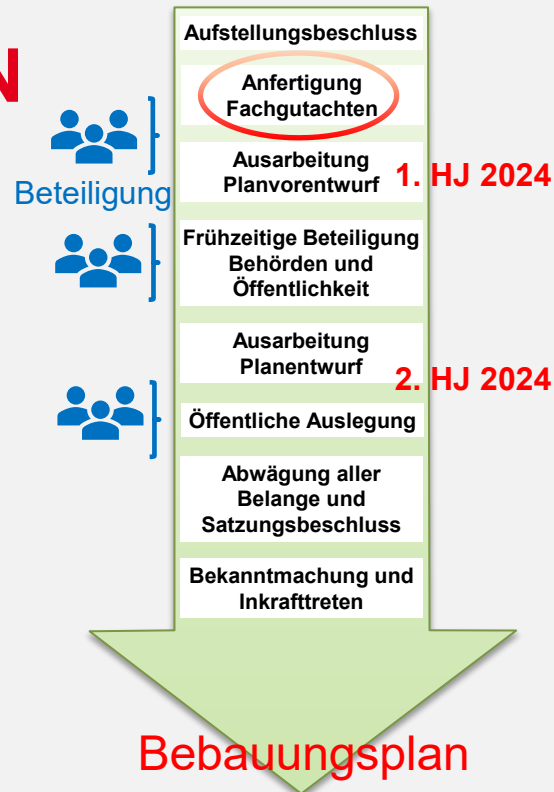 Aufstellungsbeschluss
N
Anfertigung
Fachgutachten
Beteiligung
Ausarbeitung
Planvorentwurf
1. HJ 2024
Frühzeitige Beteiligung
Behörden und
Öffentlichkeit
Ausarbeitung
Planentwurf
2. HJ 2024
Öffentliche Auslegung
Abwägung aller
Belange und
Satzungsbeschluss
Bekanntmachung und
Inkrafttreten
Bebauungsplan